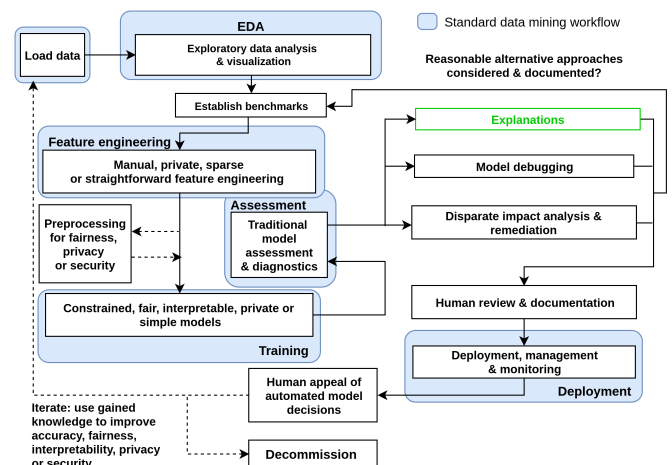 EDA
Standard data mining workflow
Load data
Exploratory data analysis
& visualization
Reasonable alternative approaches
considered & documented?
Establish benchmarks
Explanations
Feature engineering
Manual, private, sparse
or straightforward feature engineering
Model debugging
Assessment
Preprocessing
for fairness,
privacy
or security
Traditional
model
assessment
& diagnostics
Disparate impact analysis &
remediation
Constrained, fair, interpretable, private or
simple models
Training
Human review & documentation
Deployment, management
& monitoring
Deployment
Human appeal of
automated model
decisions
Iterate: use gained
knowledge to improve
accuracy, fairness,
interpretability, privacy
or security
Decommission